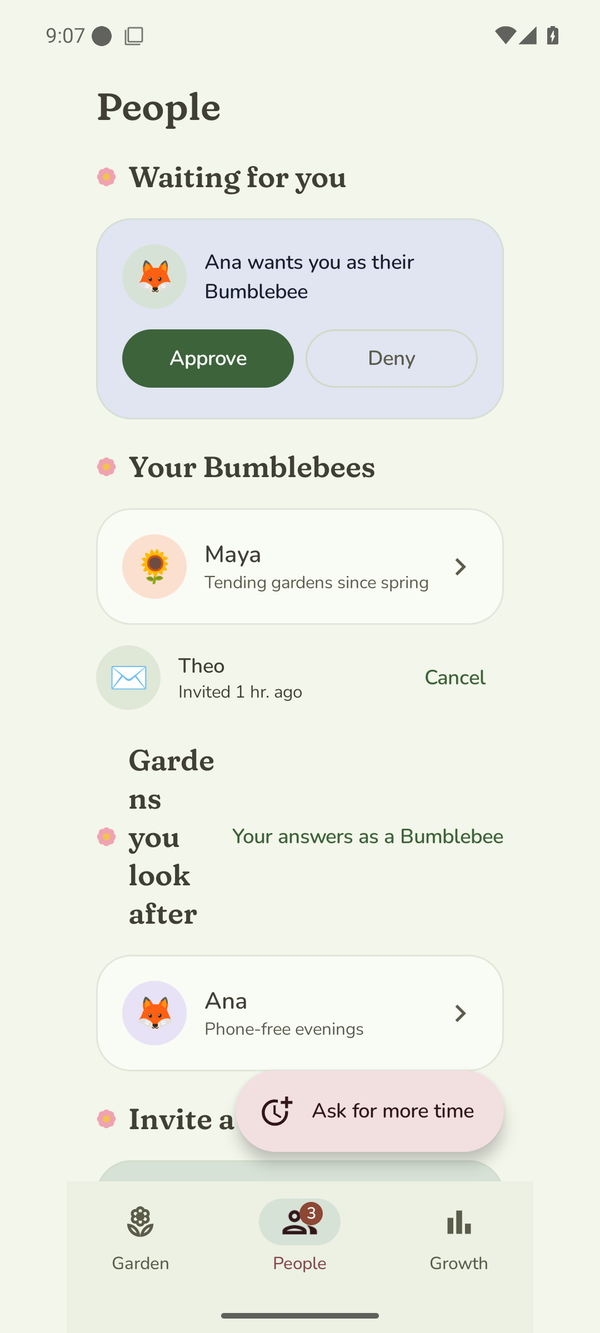 9:07
People
Waiting for you
Ana wants you as their
Bumblebee
Approve
Deny
Your Bumblebees
Maya
Tending gardens since spring
Theo
Invited 1 hr. ago
Cancel
Garde
ns
you
look
after
Your answers as a Bumblebee
Ana
Phone-free evenings
Invite a
Ask for more time
3
Garden
People
Growth